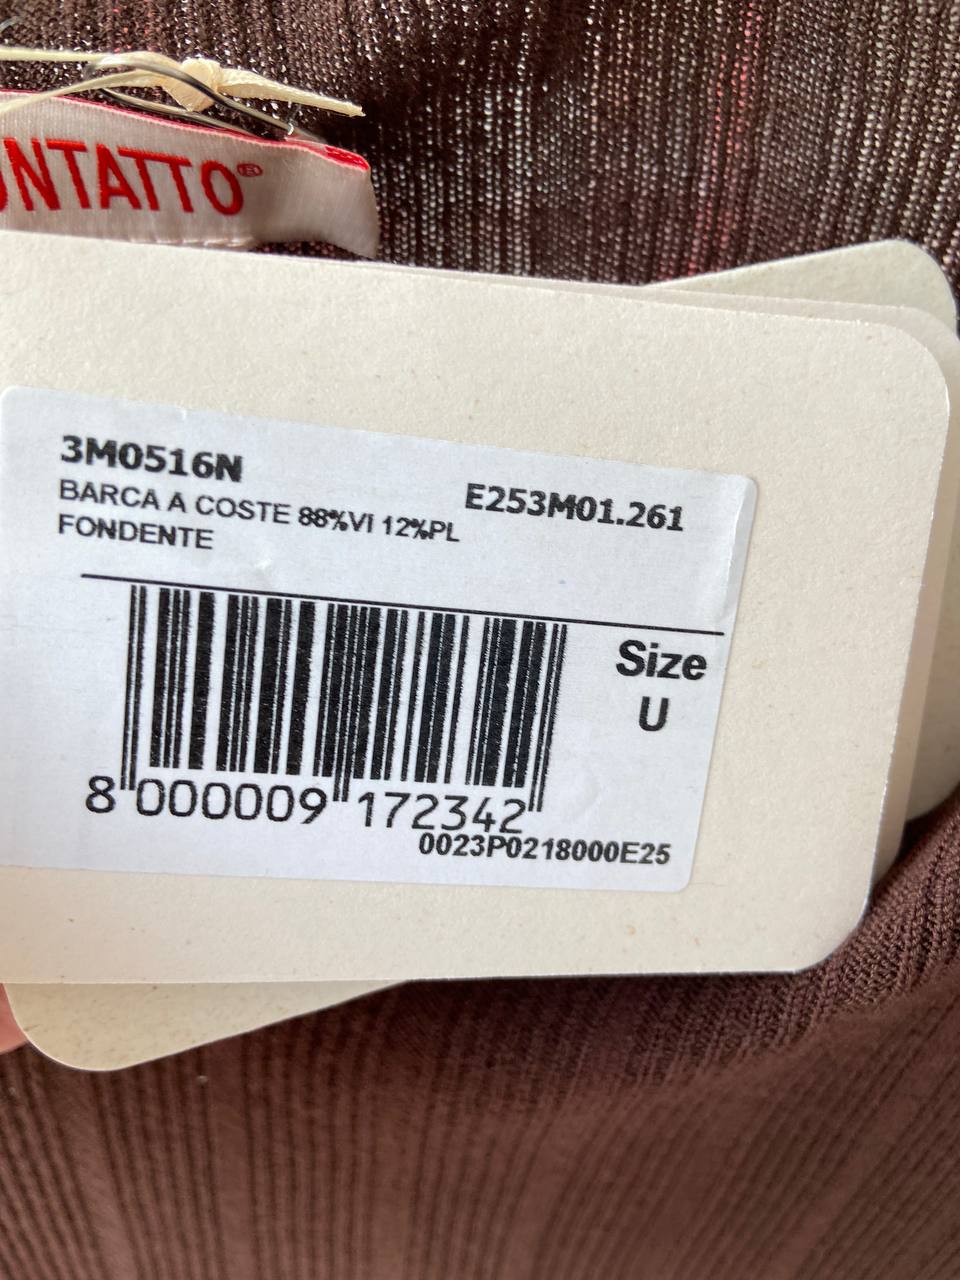 ONTATTO®
3M0516N
E253M01.261
BARCA A COSTE 88%VI 12%PL
FONDENTE
Size
U
8 000009 172342
0023P0218000E25